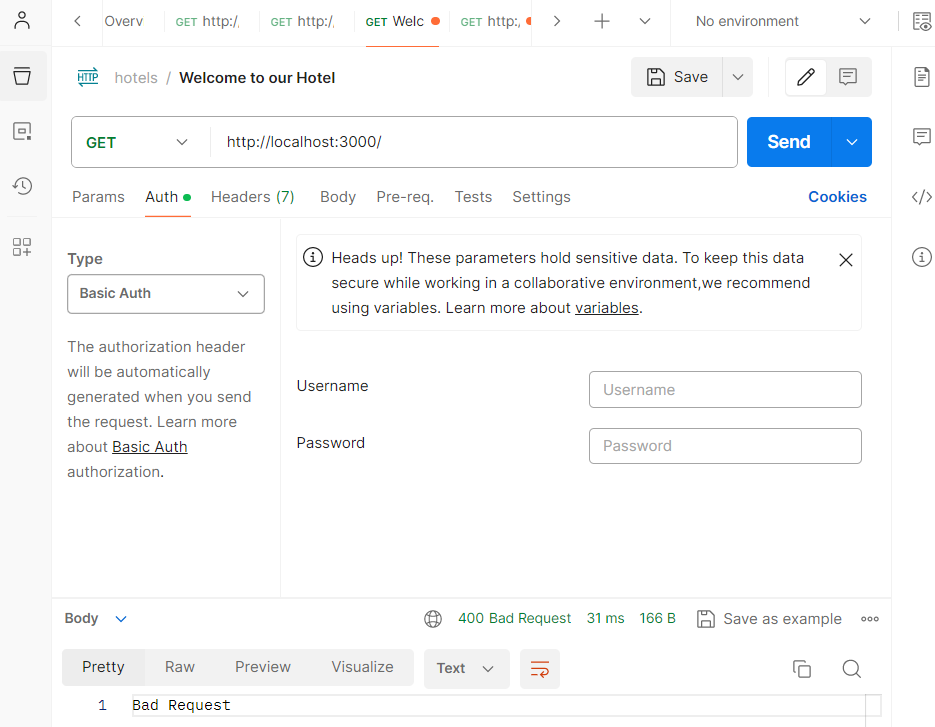 Overv GET http:/, GET http:/, GET Welc GET http:, No environment
HTTP hotels / Welcome to our Hotel Save
GET http://localhost:3000/ Send
Params Auth Headers (7) Body Pre-req. Tests Settings Cookies
Type
Basic Auth
The authorization header
will be automatically
generated when you send
the request. Learn more
about Basic Auth
authorization.
Heads up! These parameters hold sensitive data. To keep this data
secure while working in a collaborative environment,we recommend
using variables. Learn more about variables.
Username Username
Password Password
Body 400 Bad Request 31 ms 166 B Save as example
Pretty Raw Preview Visualize Text
1 Bad Request